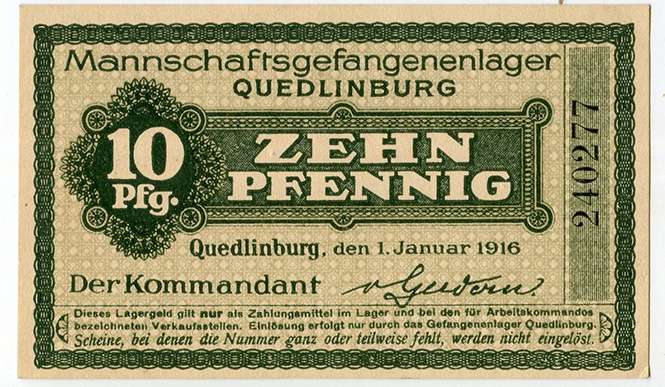 Mannschaftsgefangenenlager
QUEDLINBURG
10 Pfg.
ZEHN
PFENNIG
240277
Quedlinburg, den 1. Januar 1916
Der Kommandant
Dieses Lagergeld gilt nur als Zahlungsmittel im Lager und bei den für Arbeitskommandos
bezeichneten Verkaufsstellen. Einlösung erfolgt nur durch das Gefangenenlager Quedlinburg.
Scheine, bei denen die Nummer ganz oder teilweise fehlt, werden nicht eingelöst.